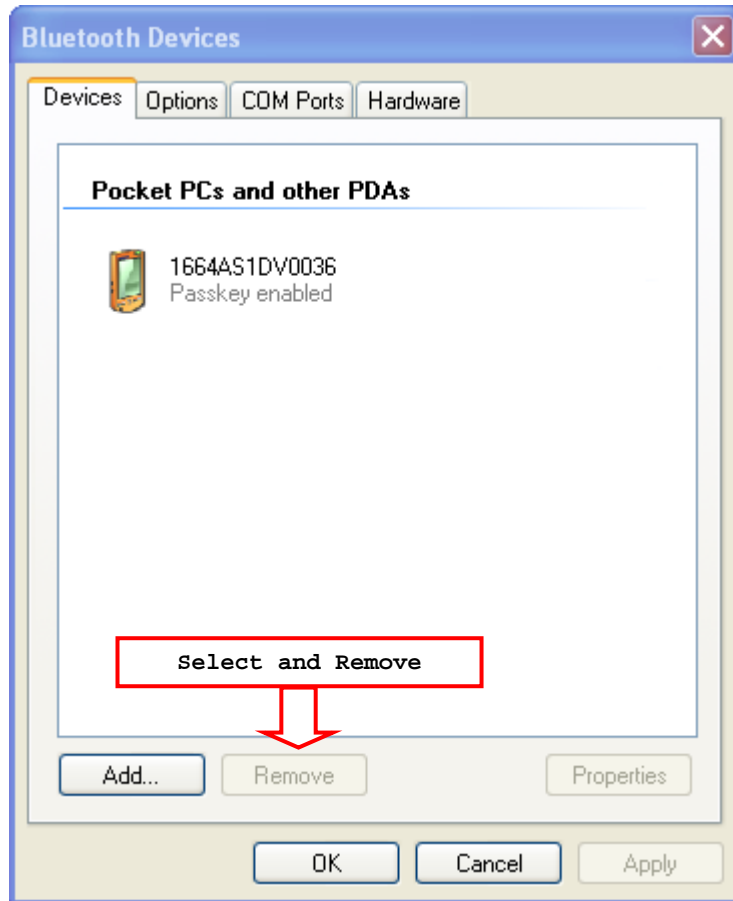 Bluetooth Devices
Devices Options COM Ports Hardware
Pocket PCs and other PDAs
1664AS1DV0036
Passkey enabled
Select and Remove
Add... Remove Properties
OK Cancel Apply